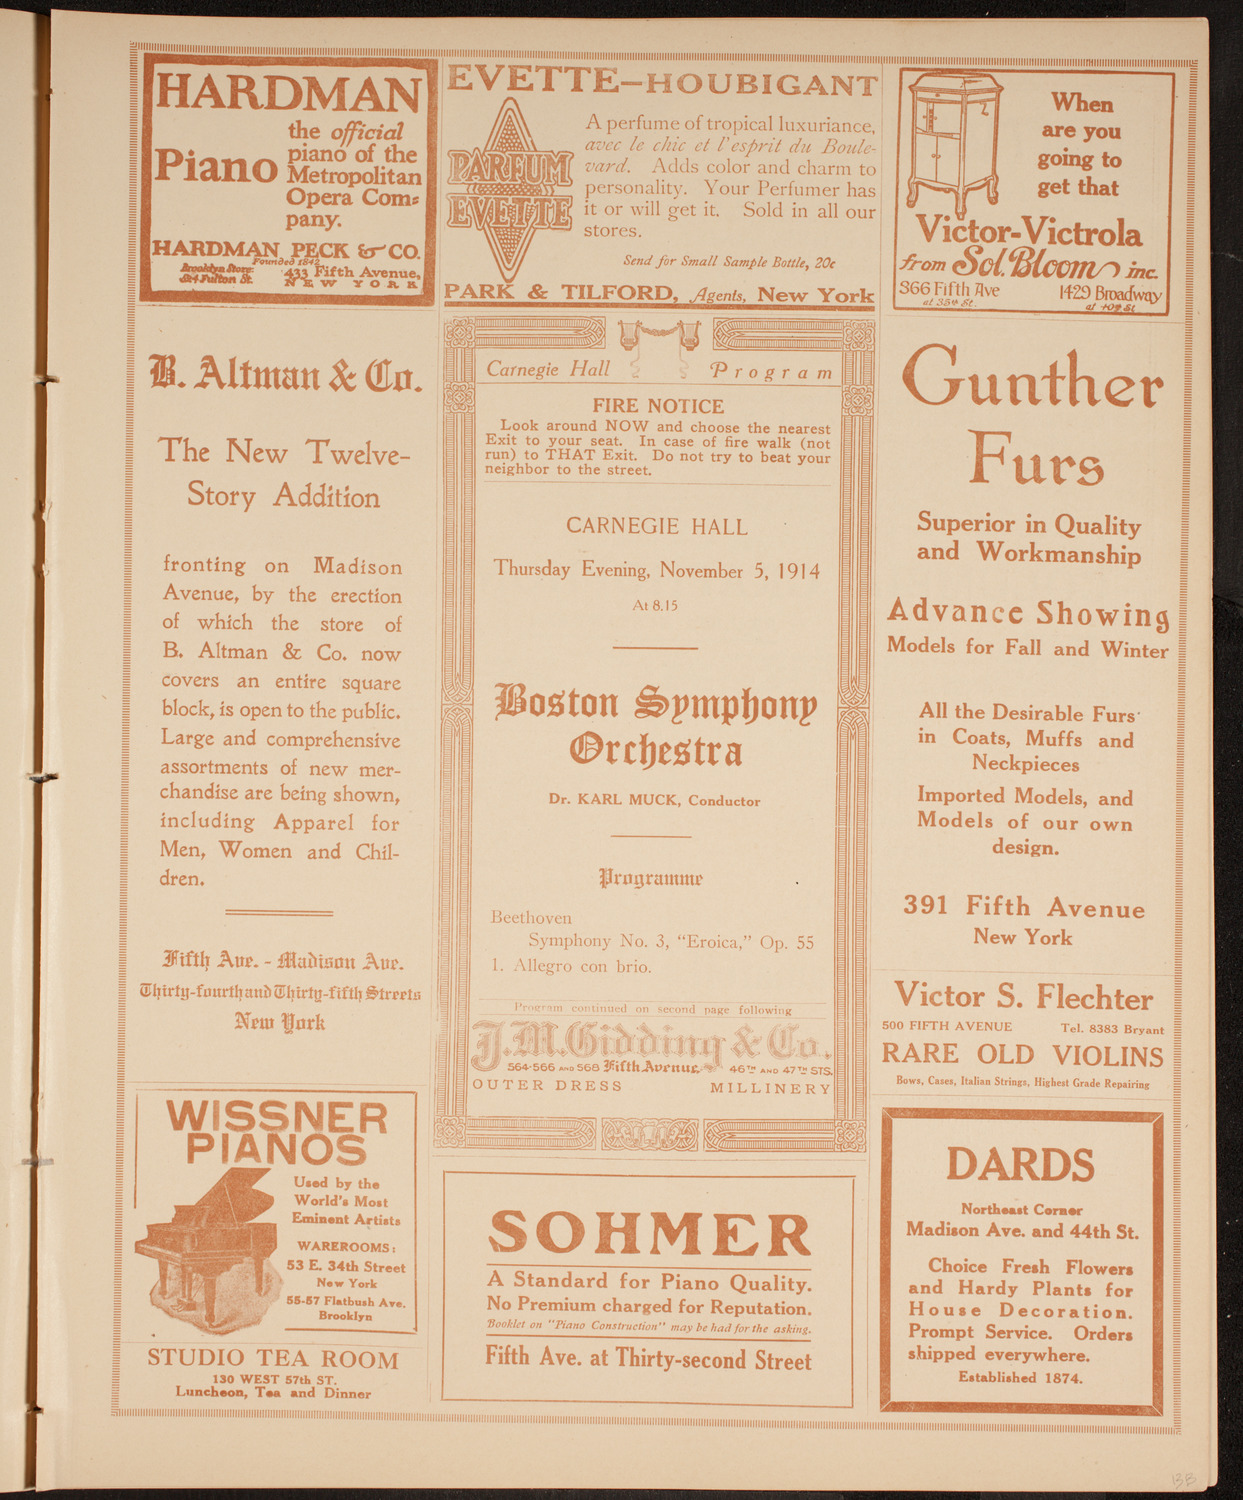 HARDMAN
Piano
the official
piano of the
Metropolitan
Opera Com=
pany.
HARDMAN, PECK & CO.
Founded 1842
Brooklyn Store:
524 Fulton St.
433 Fifth Avenue,
NEW YORK
EVETTE–HOUBIGANT
PARFUM
EVETTE
A perfume of tropical luxuriance,
avec le chic et l'esprit du Boule-
vard. Adds color and charm to
personality. Your Perfumer has
it or will get it. Sold in all our
stores.
Send for Small Sample Bottle, 20c
PARK & TILFORD, Agents, New York
When
are you
going to
get that
Victor-Victrola
from Sol. Bloom inc.
366 Fifth Ave
at 35th St.
1429 Broadway
at 40th St
B. Altman & Co.
The New Twelve-
Story Addition
fronting on Madison
Avenue, by the erection
of which the store of
B. Altman & Co. now
covers an entire square
block, is open to the public.
Large and comprehensive
assortments of new mer-
chandise are being shown,
including Apparel for
Men, Women and Chil-
dren.
Fifth Ave. - Madison Ave.
Thirty-fourth and Thirty-fifth Streets
New York
WISSNER
PIANOS
Used by the
World's Most
Eminent Artists
WAREROOMS:
53 E. 34th Street
New York
55-57 Flatbush Ave.
Brooklyn
STUDIO TEA ROOM
130 WEST 57th ST.
Luncheon, Tea and Dinner
Carnegie Hall Program
FIRE NOTICE
Look around NOW and choose the nearest
Exit to your seat. In case of fire walk (not
run) to THAT Exit. Do not try to beat your
neighbor to the street.
CARNEGIE HALL
Thursday Evening, November 5, 1914
At 8.15
Boston Symphony
Orchestra
Dr. KARL MUCK, Conductor
Programme
Beethoven
Symphony No. 3, “Eroica,” Op. 55
1. Allegro con brio.
Program continued on second page following
J.M. Gidding & Co.
564-566 AND 568 Fifth Avenue 46TH AND 47TH STS.
OUTER DRESS MILLINERY
SOHMER
A Standard for Piano Quality.
No Premium charged for Reputation.
Booklet on "Piano Construction" may be had for the asking.
Fifth Ave. at Thirty-second Street
Gunther
Furs
Superior in Quality
and Workmanship
Advance Showing
Models for Fall and Winter
All the Desirable Furs
in Coats, Muffs and
Neckpieces
Imported Models, and
Models of our own
design.
391 Fifth Avenue
New York
Victor S. Flechter
500 FIFTH AVENUE Tel. 8383 Bryant
RARE OLD VIOLINS
Bows, Cases, Italian Strings, Highest Grade Repairing
DARDS
Northeast Corner
Madison Ave. and 44th St.
Choice Fresh Flowers
and Hardy Plants for
House Decoration.
Prompt Service. Orders
shipped everywhere.
Established 1874.
13B